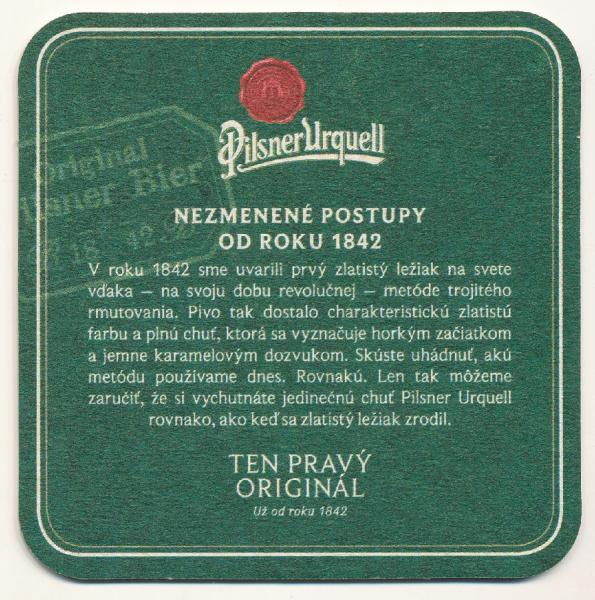 Pilsner Urquell
Original
Pilsner Bier
NEZMENENÉ POSTUPY
OD ROKU 1842
V roku 1842 sme uvarili prvý zlatistý ležiak na svete
vďaka – na svoju dobu revolučnej – metóde trojitého
rmutovania. Pivo tak dostalo charakteristickú zlatistú
farbu a plnú chuť, ktorá sa vyznačuje horkým začiatkom
a jemne karamelovým dozvukom. Skúste uhádnuť, akú
metódu používame dnes. Rovnakú. Len tak môžeme
zaručiť, že si vychutnáte jedinečnú chuť Pilsner Urquell
rovnako, ako keď sa zlatistý ležiak zrodil.
TEN PRAVÝ
ORIGINÁL
Už od roku 1842